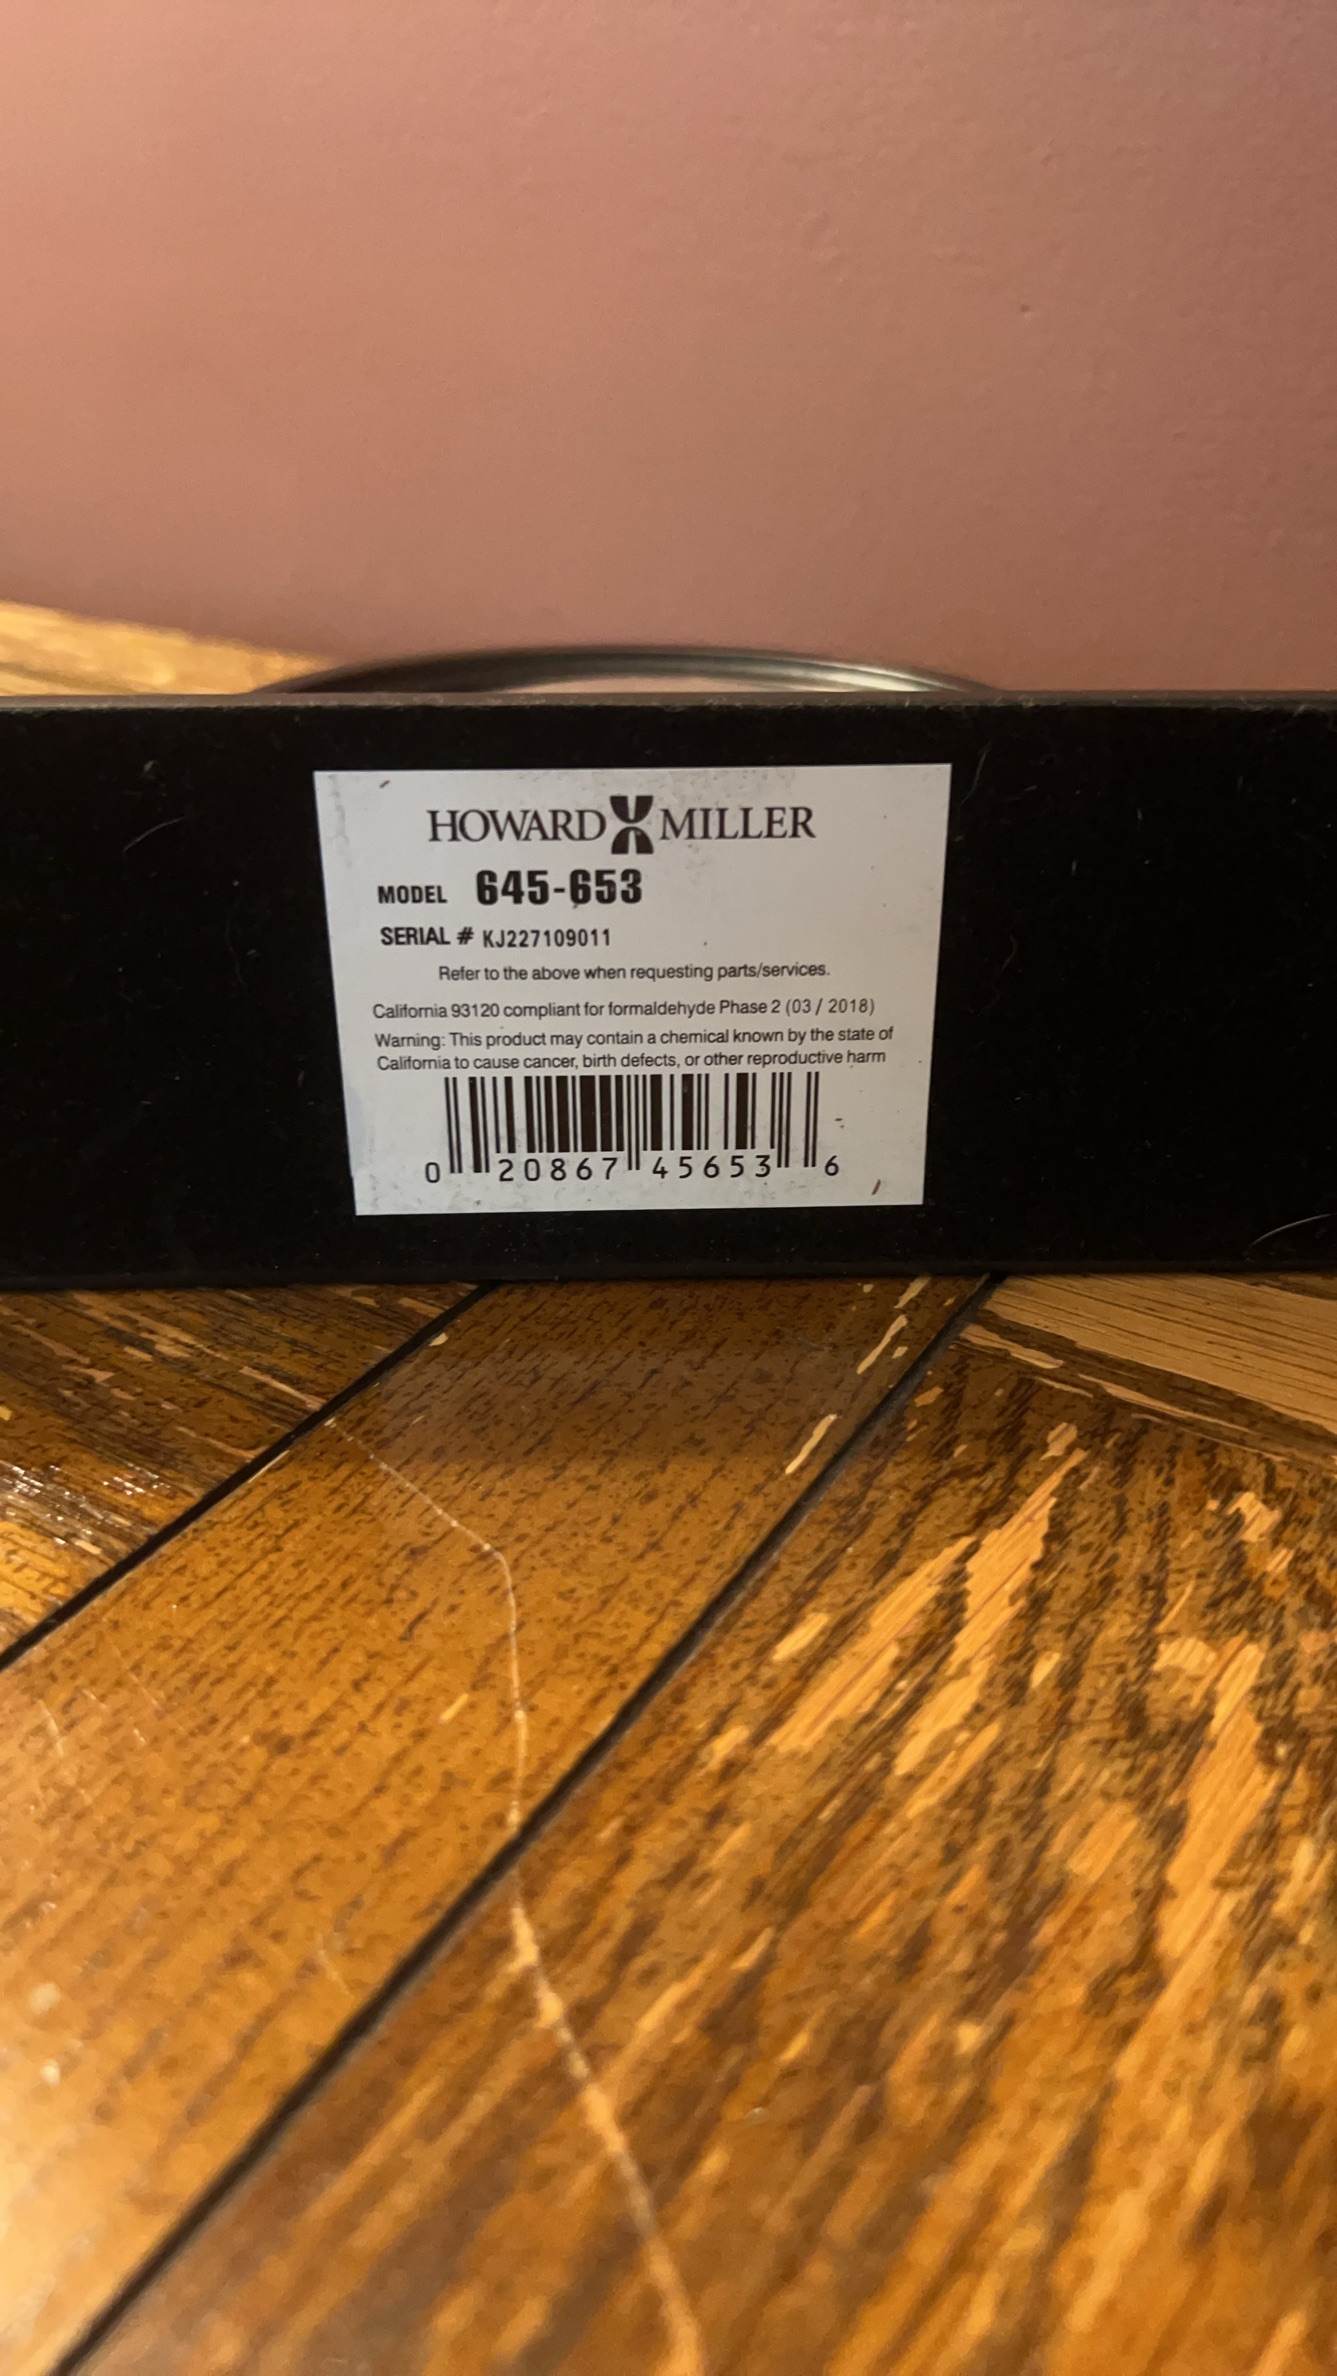 HOWARD MILLER
MODEL 645-653
SERIAL # KJ227109011
Refer to the above when requesting parts/services.
California 93120 compliant for formaldehyde Phase 2 (03 / 2018)
Warning: This product may contain a chemical known by the state of
California to cause cancer, birth defects, or other reproductive harm
0 20867 45653 6